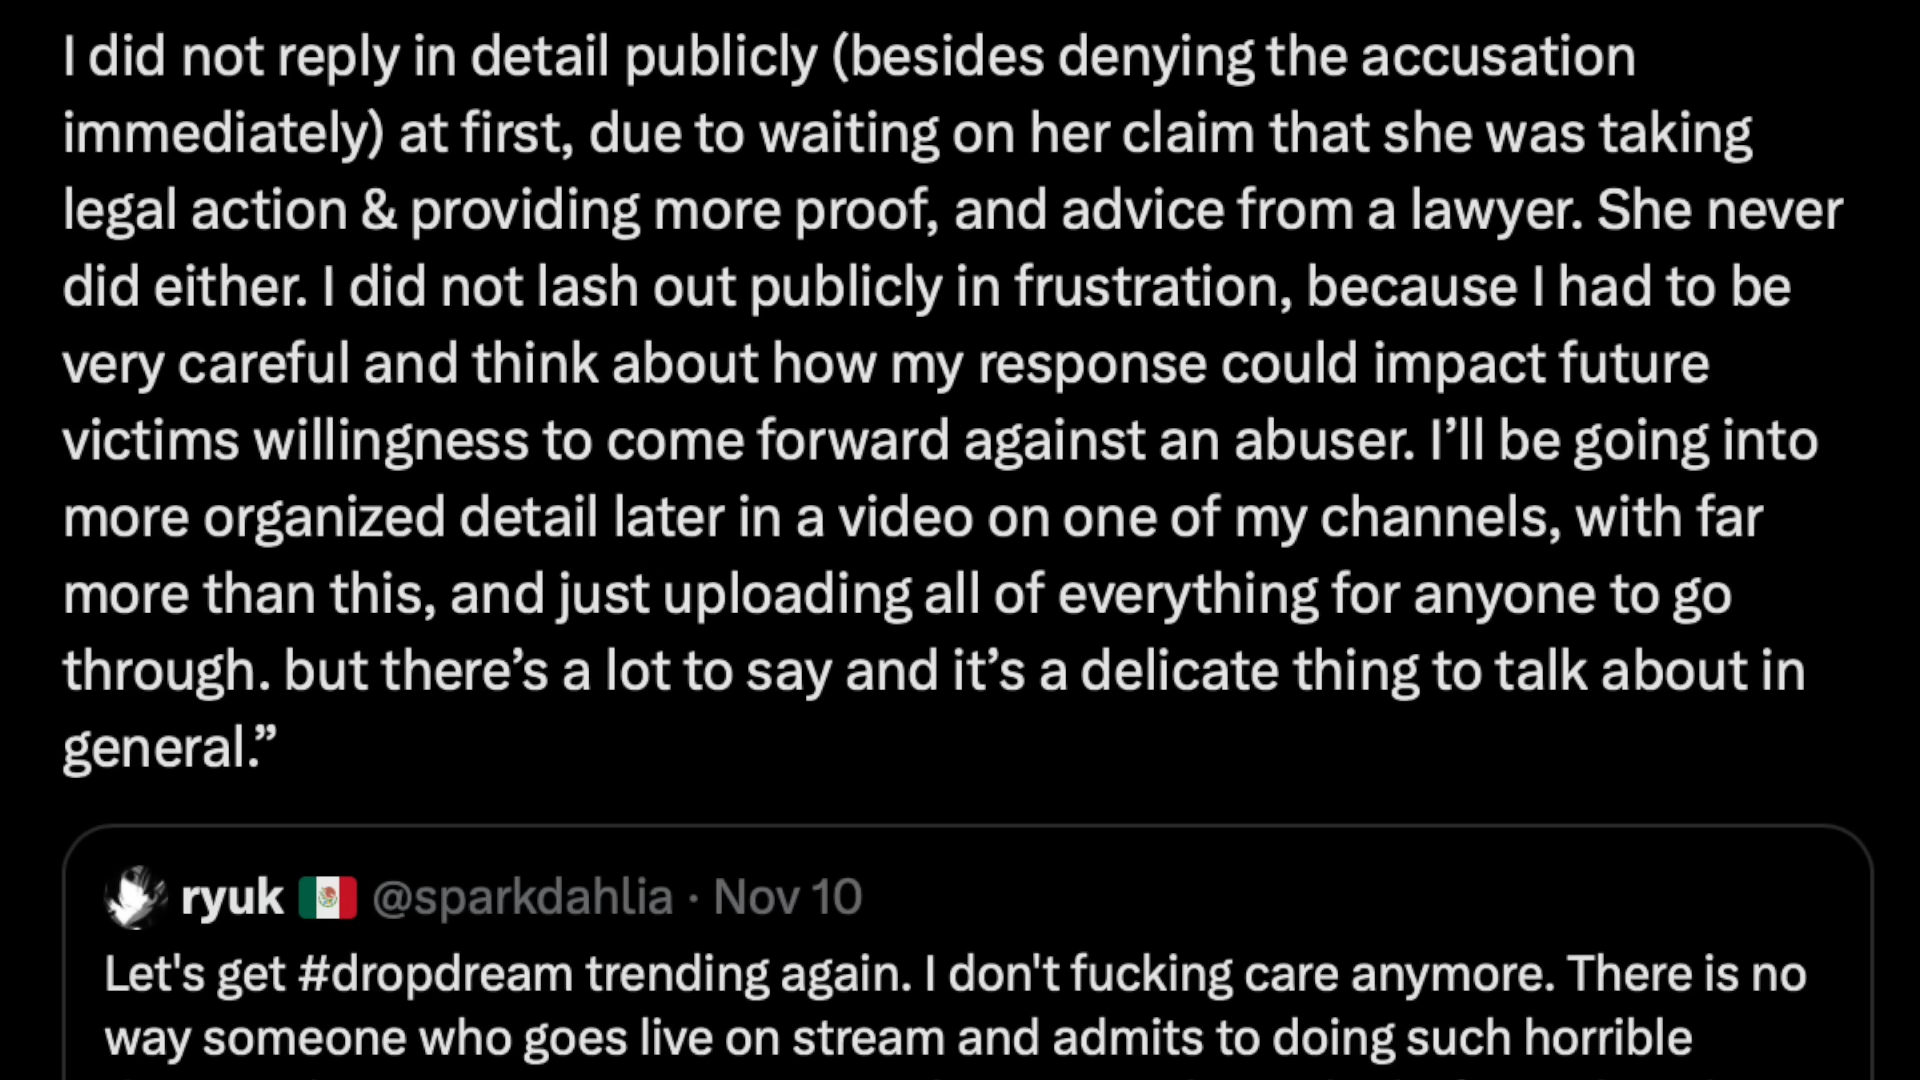 I did not reply in detail publicly (besides denying the accusation
immediately) at first, due to waiting on her claim that she was taking
legal action & providing more proof, and advice from a lawyer. She never
did either. I did not lash out publicly in frustration, because I had to be
very careful and think about how my response could impact future
victims willingness to come forward against an abuser. I’ll be going into
more organized detail later in a video on one of my channels, with far
more than this, and just uploading all of everything for anyone to go
through. but there’s a lot to say and it’s a delicate thing to talk about in
general.”
ryuk 🇲🇽 @sparkdahlia · Nov 10
Let's get #dropdream trending again. I don't fucking care anymore. There is no
way someone who goes live on stream and admits to doing such horrible